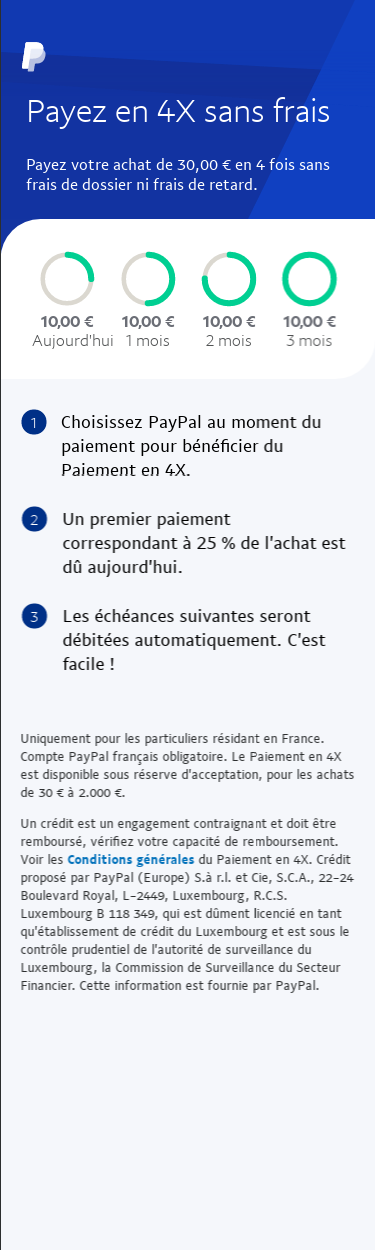 Payez en 4X sans frais
Payez votre achat de 30,00 € en 4 fois sans
frais de dossier ni frais de retard.
10,00 € 10,00 € 10,00 € 10,00 €
Aujourd'hui 1 mois 2 mois 3 mois
1 Choisissez PayPal au moment du
paiement pour bénéficier du
Paiement en 4X.
2 Un premier paiement
correspondant à 25 % de l'achat est
dû aujourd'hui.
3 Les échéances suivantes seront
débitées automatiquement. C'est
facile !
Uniquement pour les particuliers résidant en France.
Compte PayPal français obligatoire. Le Paiement en 4X
est disponible sous réserve d'acceptation, pour les achats
de 30 € à 2.000 €.
Un crédit est un engagement contraignant et doit être
remboursé, vérifiez votre capacité de remboursement.
Voir les Conditions générales du Paiement en 4X. Crédit
proposé par PayPal (Europe) S.à r.l. et Cie, S.C.A., 22-24
Boulevard Royal, L-2449, Luxembourg, R.C.S.
Luxembourg B 118 349, qui est dûment licencié en tant
qu'établissement de crédit du Luxembourg et est sous le
contrôle prudentiel de l'autorité de surveillance du
Luxembourg, la Commission de Surveillance du Secteur
Financier. Cette information est fournie par PayPal.